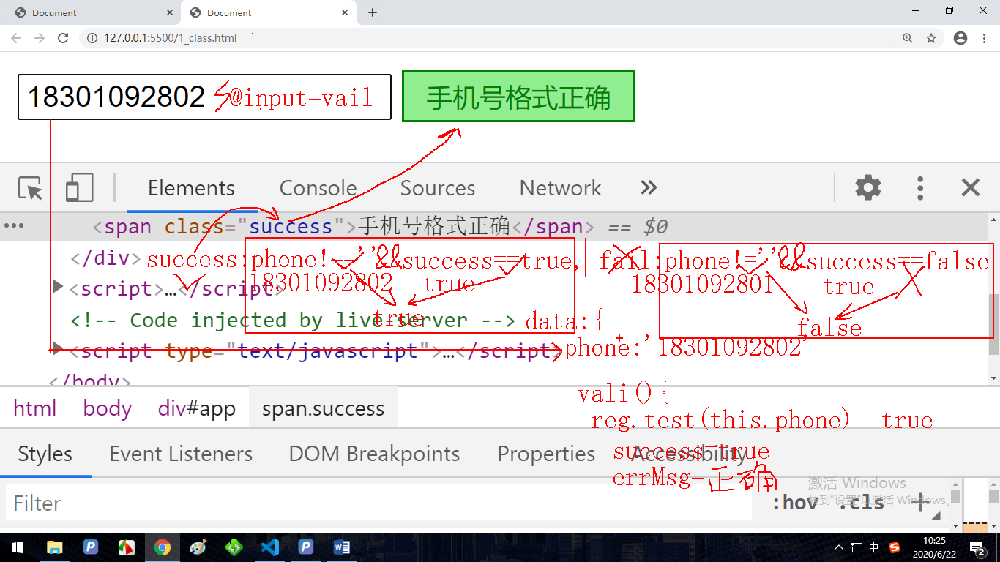 Document
Document
127.0.0.1:5500/1_class.html
18301092802 @input=vail
手机号格式正确
Elements Console Sources Network
<span class="success">手机号格式正确</span> == $0
</div> success:phone!==''&&success==true, fail:phone!=''&&success==false
18301092802 true 18301092801 true
<script>…</script>
true false
<!-- Code injected by live-server --> data:{
<script type="text/javascript">…</script> phone:'18301092802'
</body>
vali(){
html body div#app span.success
reg.test(this.phone) true
success=true
Styles Event Listeners DOM Breakpoints Properties Accessibility
errMsg=正确
激活 Windows
转到"设置"以激活 Windows。
Filter :hov .cls
中
10:25
2020/6/22
2